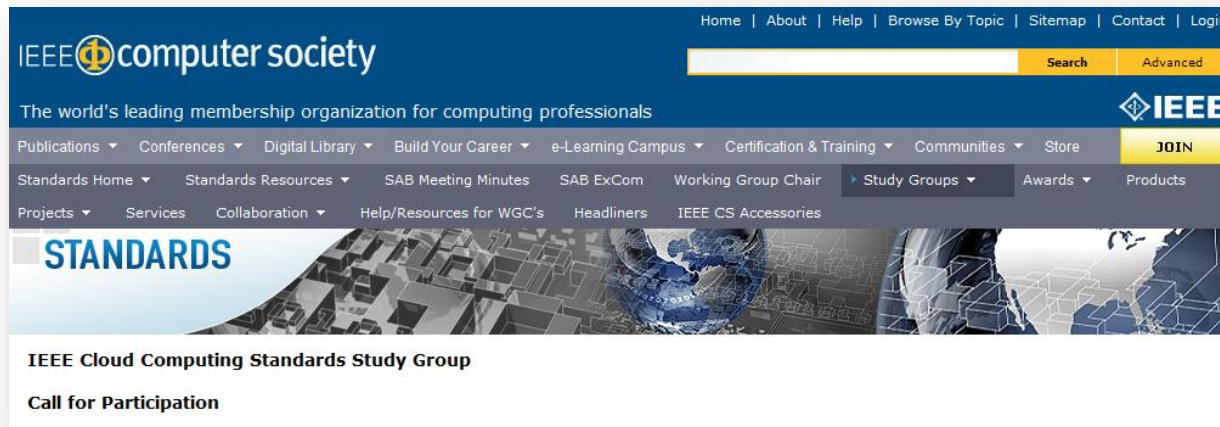 Home | About | Help | Browse By Topic | Sitemap | Contact | Login
IEEE computer society
Search Advanced
The world's leading membership organization for computing professionals
IEEE
Publications Conferences Digital Library Build Your Career e-Learning Campus Certification & Training Communities Store JOIN
Standards Home Standards Resources SAB Meeting Minutes SAB ExCom Working Group Chair Study Groups Awards Products
Projects Services Collaboration Help/Resources for WGC's Headliners IEEE CS Accessories
STANDARDS
IEEE Cloud Computing Standards Study Group
Call for Participation